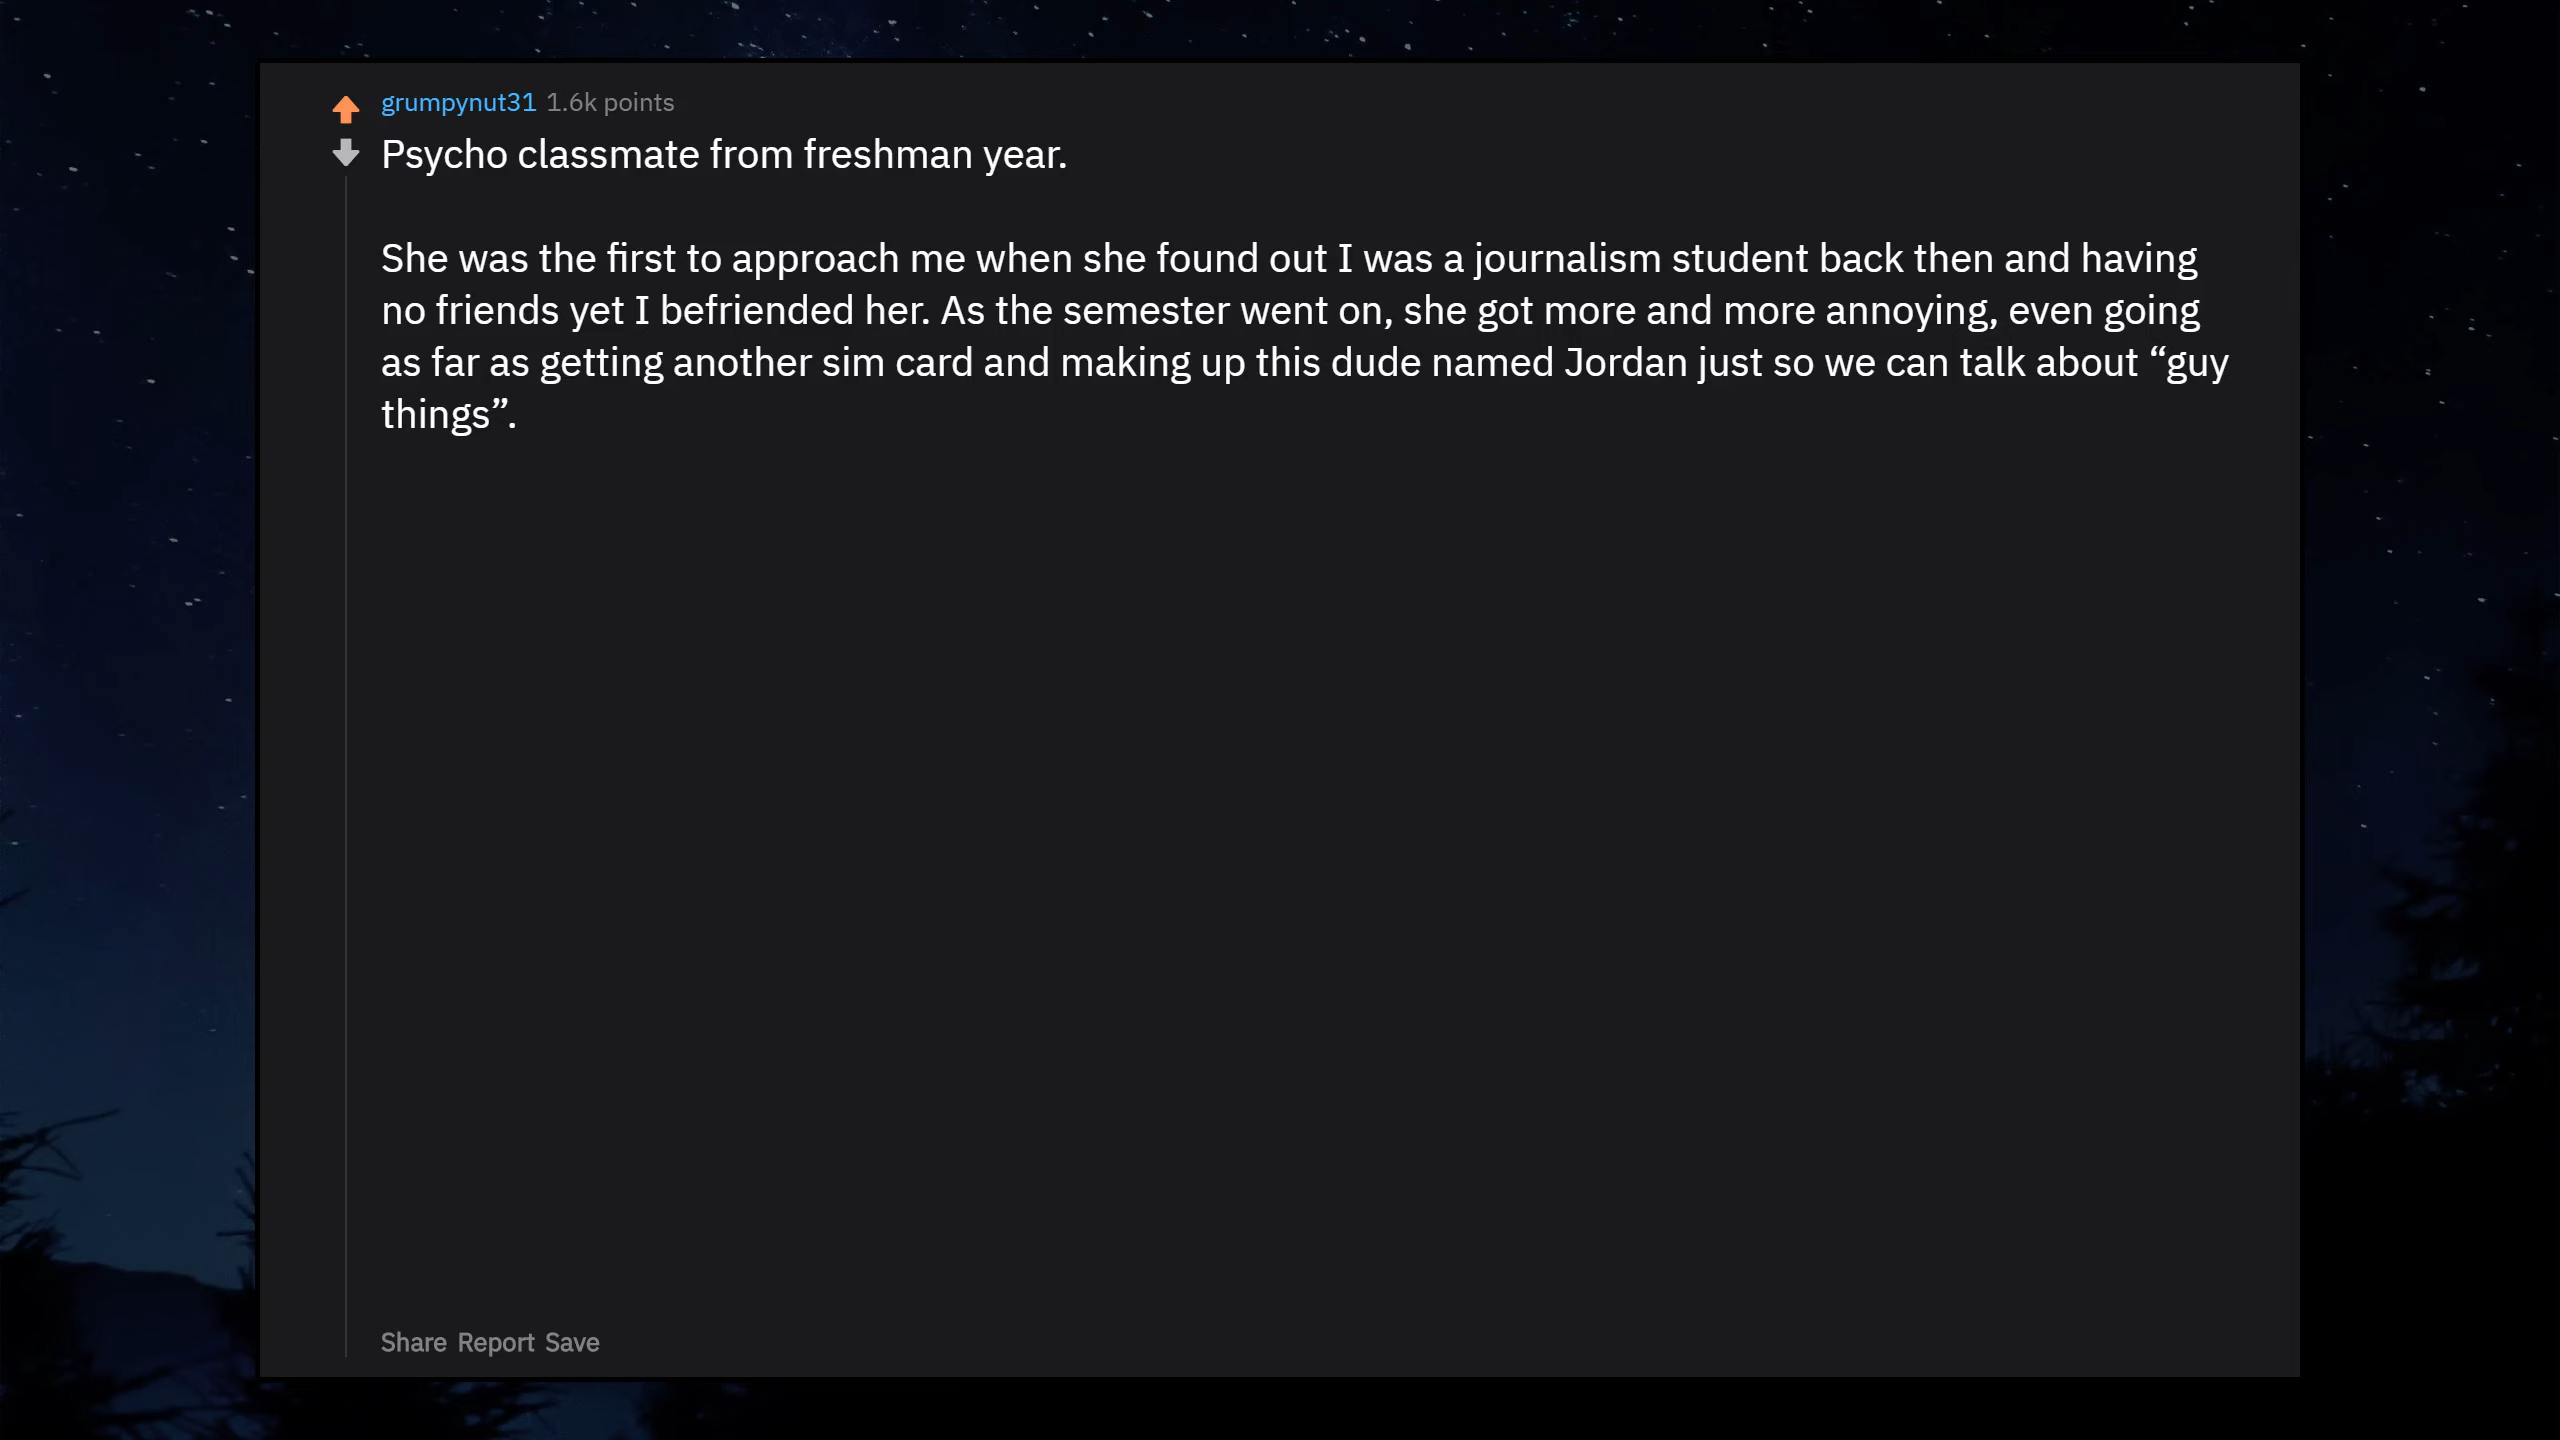 grumpynut31 1.6k points
Psycho classmate from freshman year.
She was the first to approach me when she found out I was a journalism student back then and having
no friends yet I befriended her. As the semester went on, she got more and more annoying, even going
as far as getting another sim card and making up this dude named Jordan just so we can talk about “guy
things”.
Share Report Save